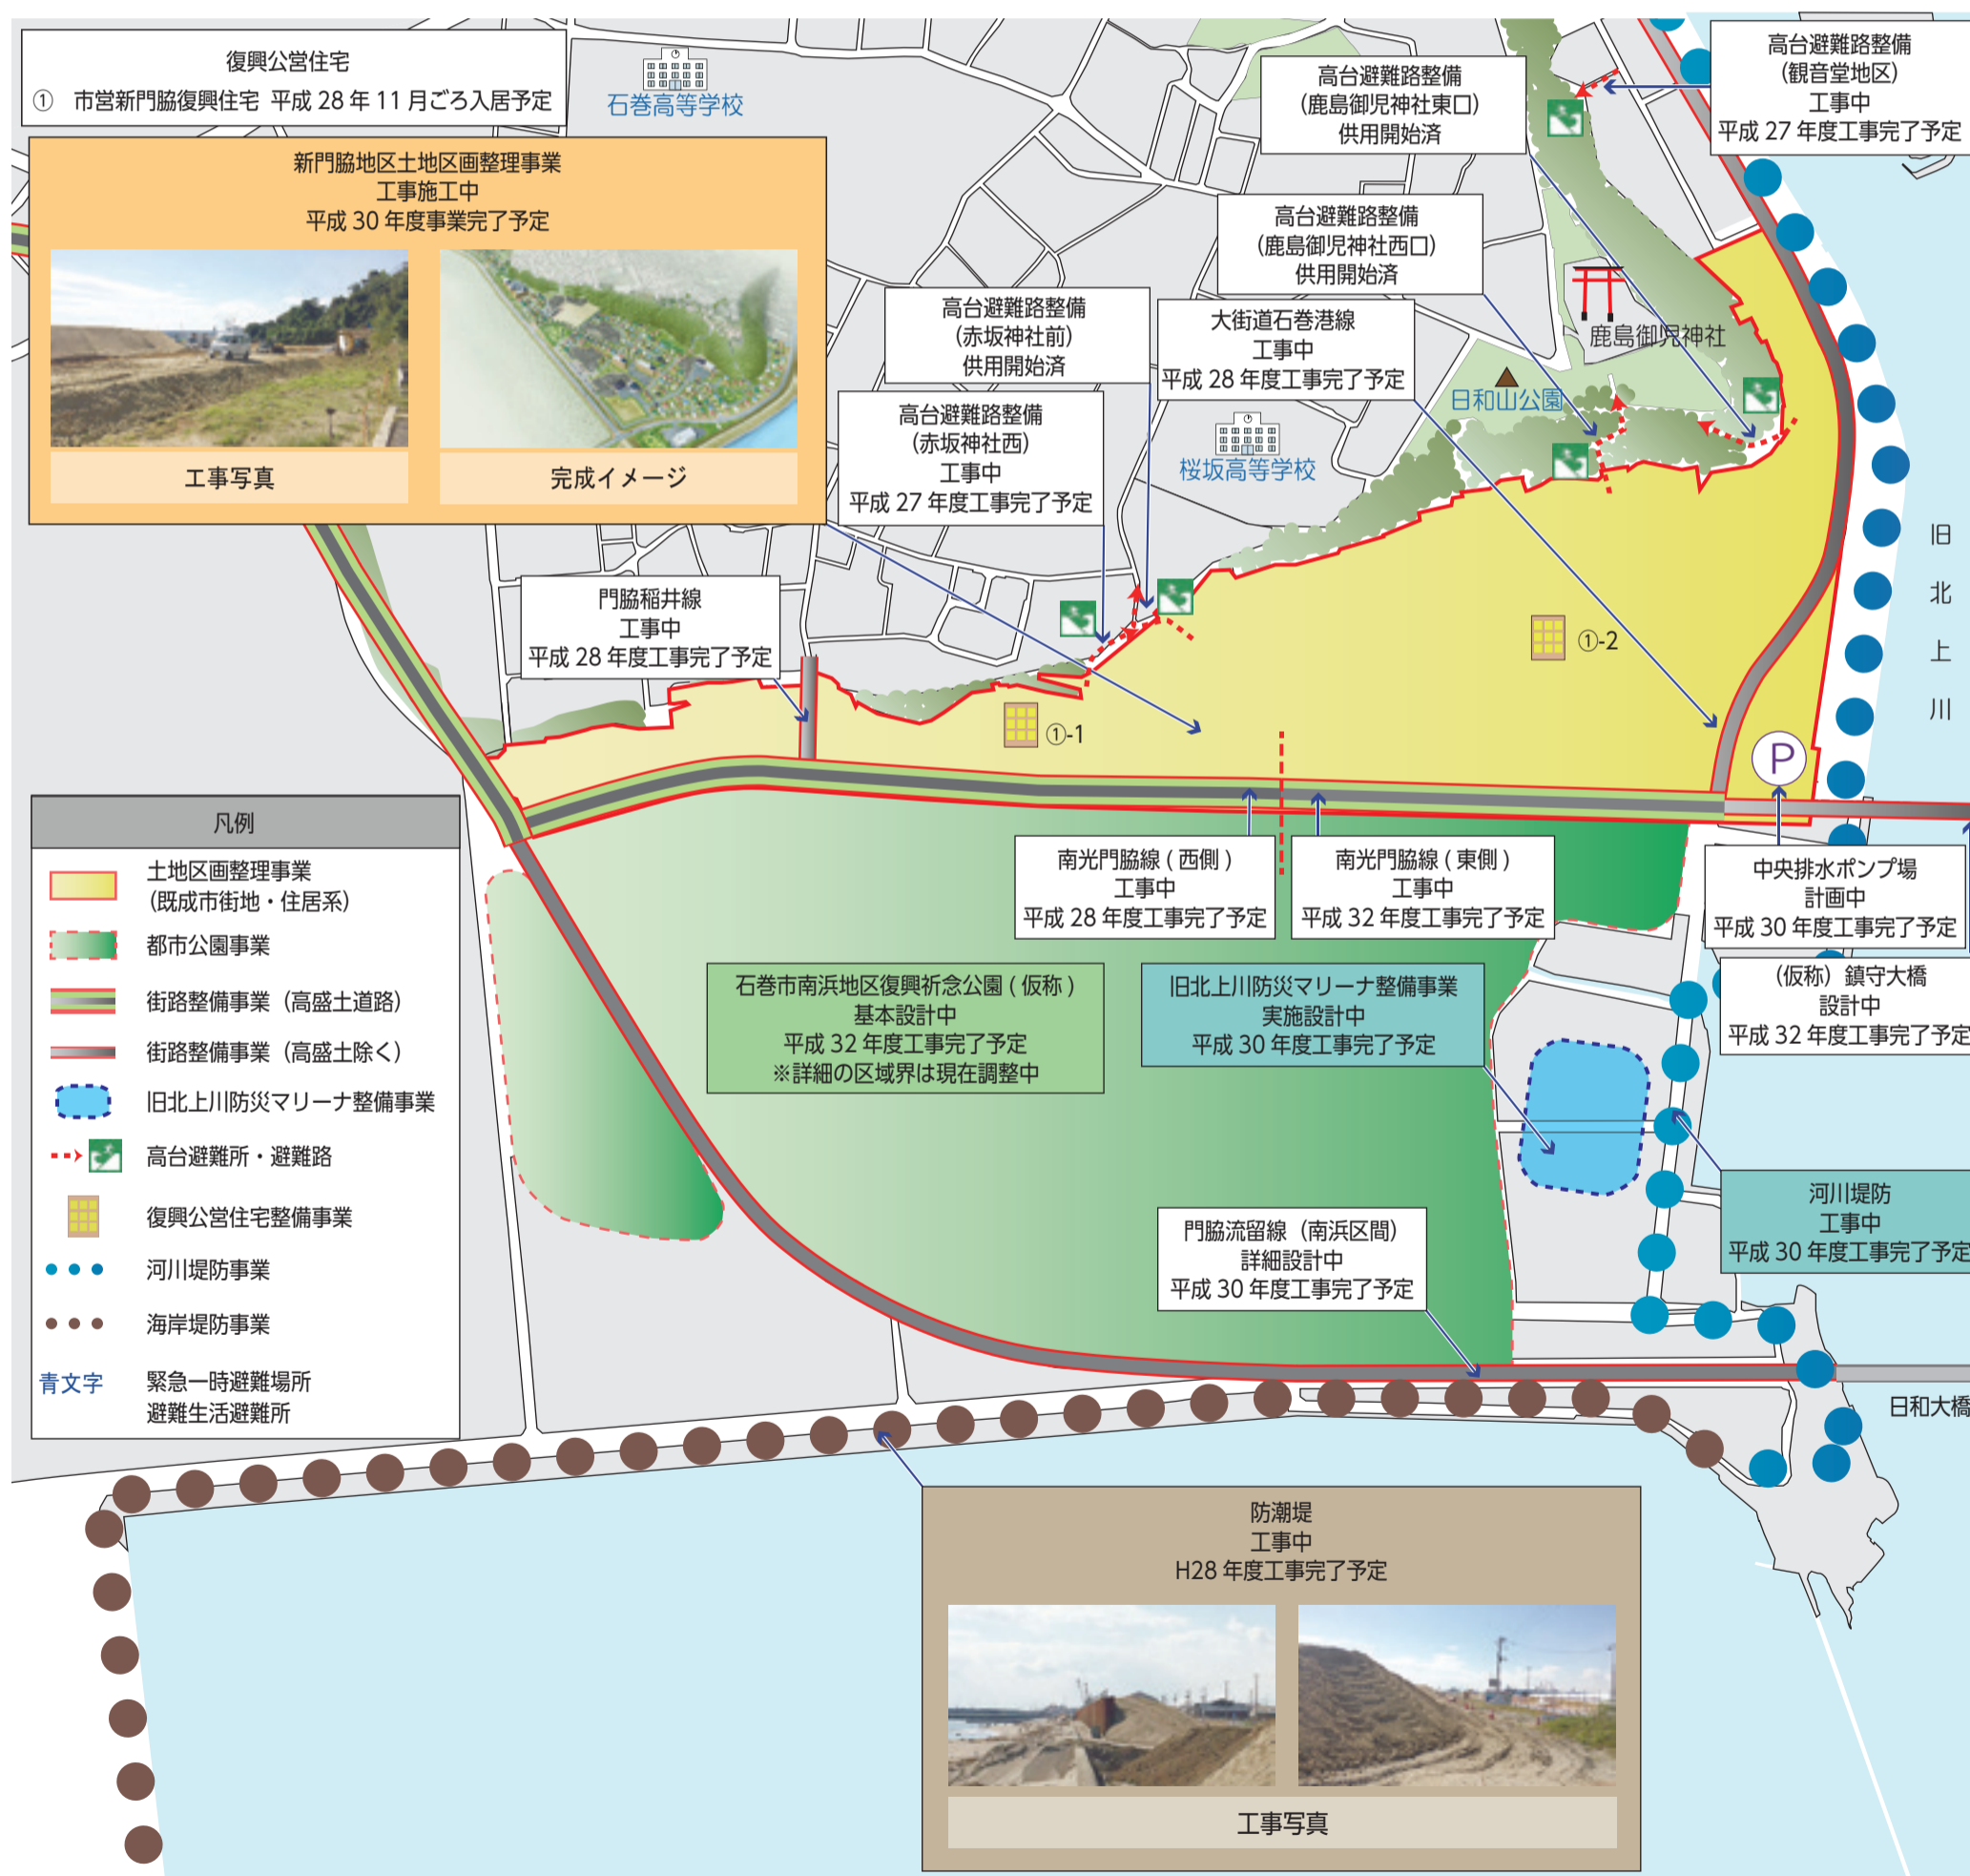 復興公営住宅
① 市営新門脇復興住宅 平成 28 年 11 月ごろ入居予定
石巻高等学校
高台避難路整備
(鹿島御児神社東口)
供用開始済
高台避難路整備
(観音堂地区)
工事中
平成 27 年度工事完了予定
新門脇地区土地区画整理事業
工事施工中
平成 30 年度事業完了予定
工事写真
完成イメージ
高台避難路整備
(鹿島御児神社西口)
供用開始済
高台避難路整備
(赤坂神社前)
供用開始済
大街道石巻港線
工事中
平成 28 年度工事完了予定
鹿島御児神社
日和山公園
高台避難路整備
(赤坂神社西)
工事中
平成 27 年度工事完了予定
桜坂高等学校
旧北上川
門脇稲井線
工事中
平成 28 年度工事完了予定
①-2
①-1
P
凡例
土地区画整理事業
(既成市街地・住居系)
都市公園事業
街路整備事業（高盛土道路）
街路整備事業（高盛土除く）
旧北上川防災マリーナ整備事業
高台避難所・避難路
復興公営住宅整備事業
河川堤防事業
海岸堤防事業
青文字 緊急一時避難場所
避難生活避難所
南光門脇線 ( 西側 )
工事中
平成 28 年度工事完了予定
南光門脇線 ( 東側 )
工事中
平成 32 年度工事完了予定
中央排水ポンプ場
計画中
平成 30 年度工事完了予定
石巻市南浜地区復興祈念公園 ( 仮称 )
基本設計中
平成 32 年度工事完了予定
※詳細の区域界は現在調整中
旧北上川防災マリーナ整備事業
実施設計中
平成 30 年度工事完了予定
(仮称）鎮守大橋
設計中
平成 32 年度工事完了予定
河川堤防
工事中
平成 30 年度工事完了予定
門脇流留線（南浜区間）
詳細設計中
平成 30 年度工事完了予定
日和大橋
防潮堤
工事中
H28 年度工事完了予定
工事写真